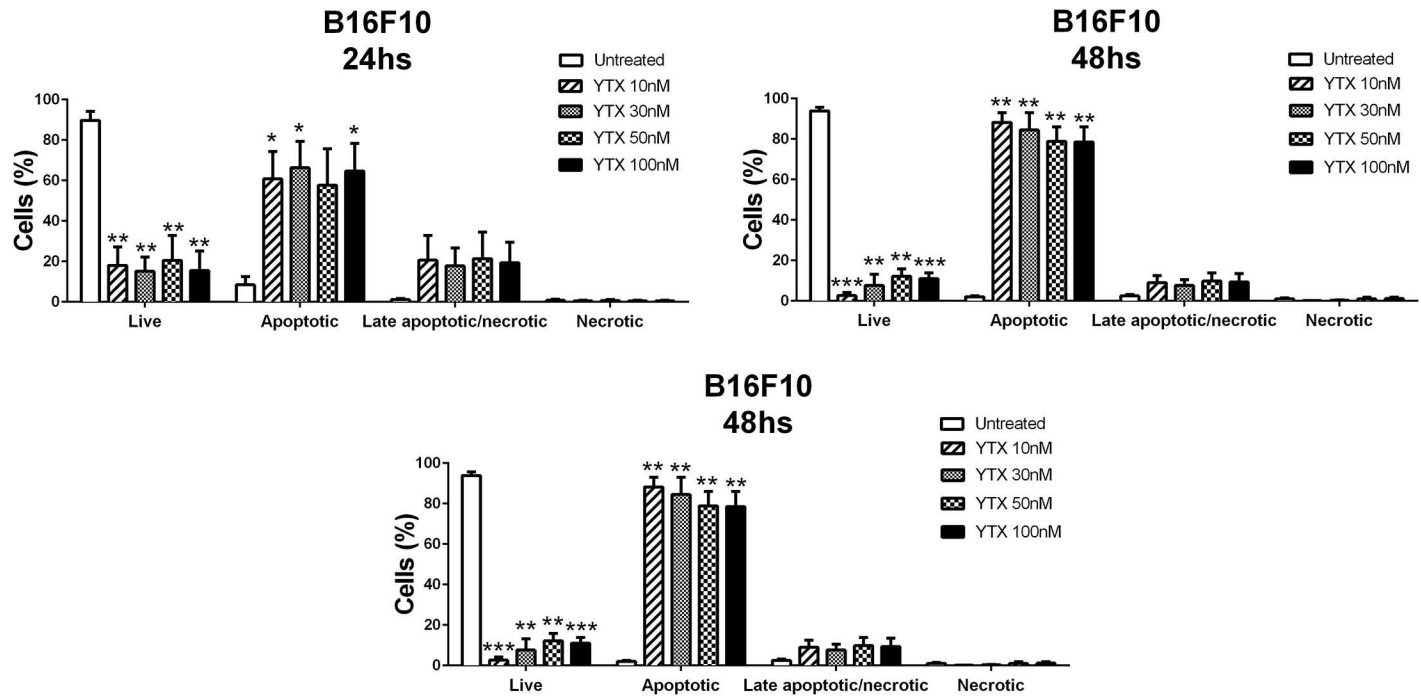 B16F10
24hs
Untreated
YTX 10nM
YTX 30nM
YTX 50nM
YTX 100nM
Cells (%)
100
80
60
40
20
0
** ** ** **
* * *
Live Apoptotic Late apoptotic/necrotic Necrotic
B16F10
48hs
Untreated
YTX 10nM
YTX 30nM
YTX 50nM
YTX 100nM
Cells (%)
100
80
60
40
20
0
*** ** ** ***
** ** ** **
Live Apoptotic Late apoptotic/necrotic Necrotic
B16F10
48hs
Untreated
YTX 10nM
YTX 30nM
YTX 50nM
YTX 100nM
Cells (%)
100
80
60
40
20
0
*** ** ** ***
** ** ** **
Live Apoptotic Late apoptotic/necrotic Necrotic